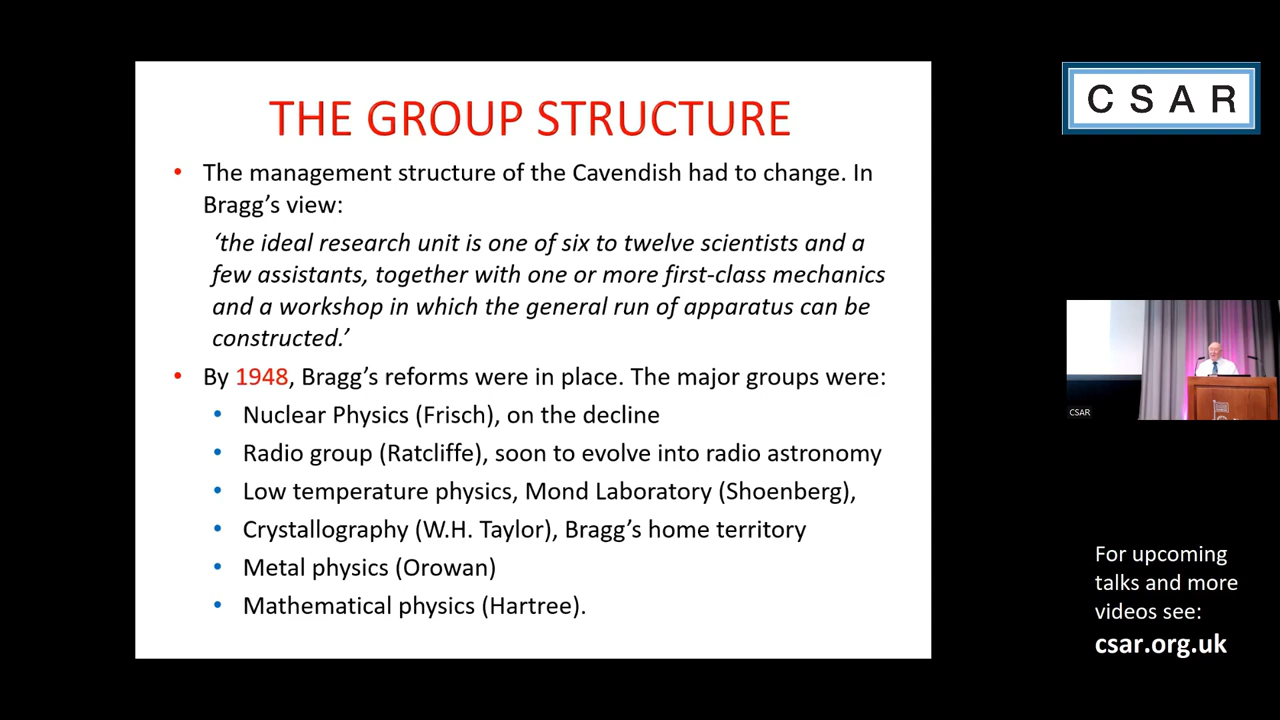 THE GROUP STRUCTURE
• The management structure of the Cavendish had to change. In
Bragg’s view:
‘the ideal research unit is one of six to twelve scientists and a
few assistants, together with one or more first-class mechanics
and a workshop in which the general run of apparatus can be
constructed.’
• By 1948, Bragg’s reforms were in place. The major groups were:
• Nuclear Physics (Frisch), on the decline
• Radio group (Ratcliffe), soon to evolve into radio astronomy
• Low temperature physics, Mond Laboratory (Shoenberg),
• Crystallography (W.H. Taylor), Bragg’s home territory
• Metal physics (Orowan)
• Mathematical physics (Hartree).
CSAR
CSAR
For upcoming
talks and more
videos see:
csar.org.uk